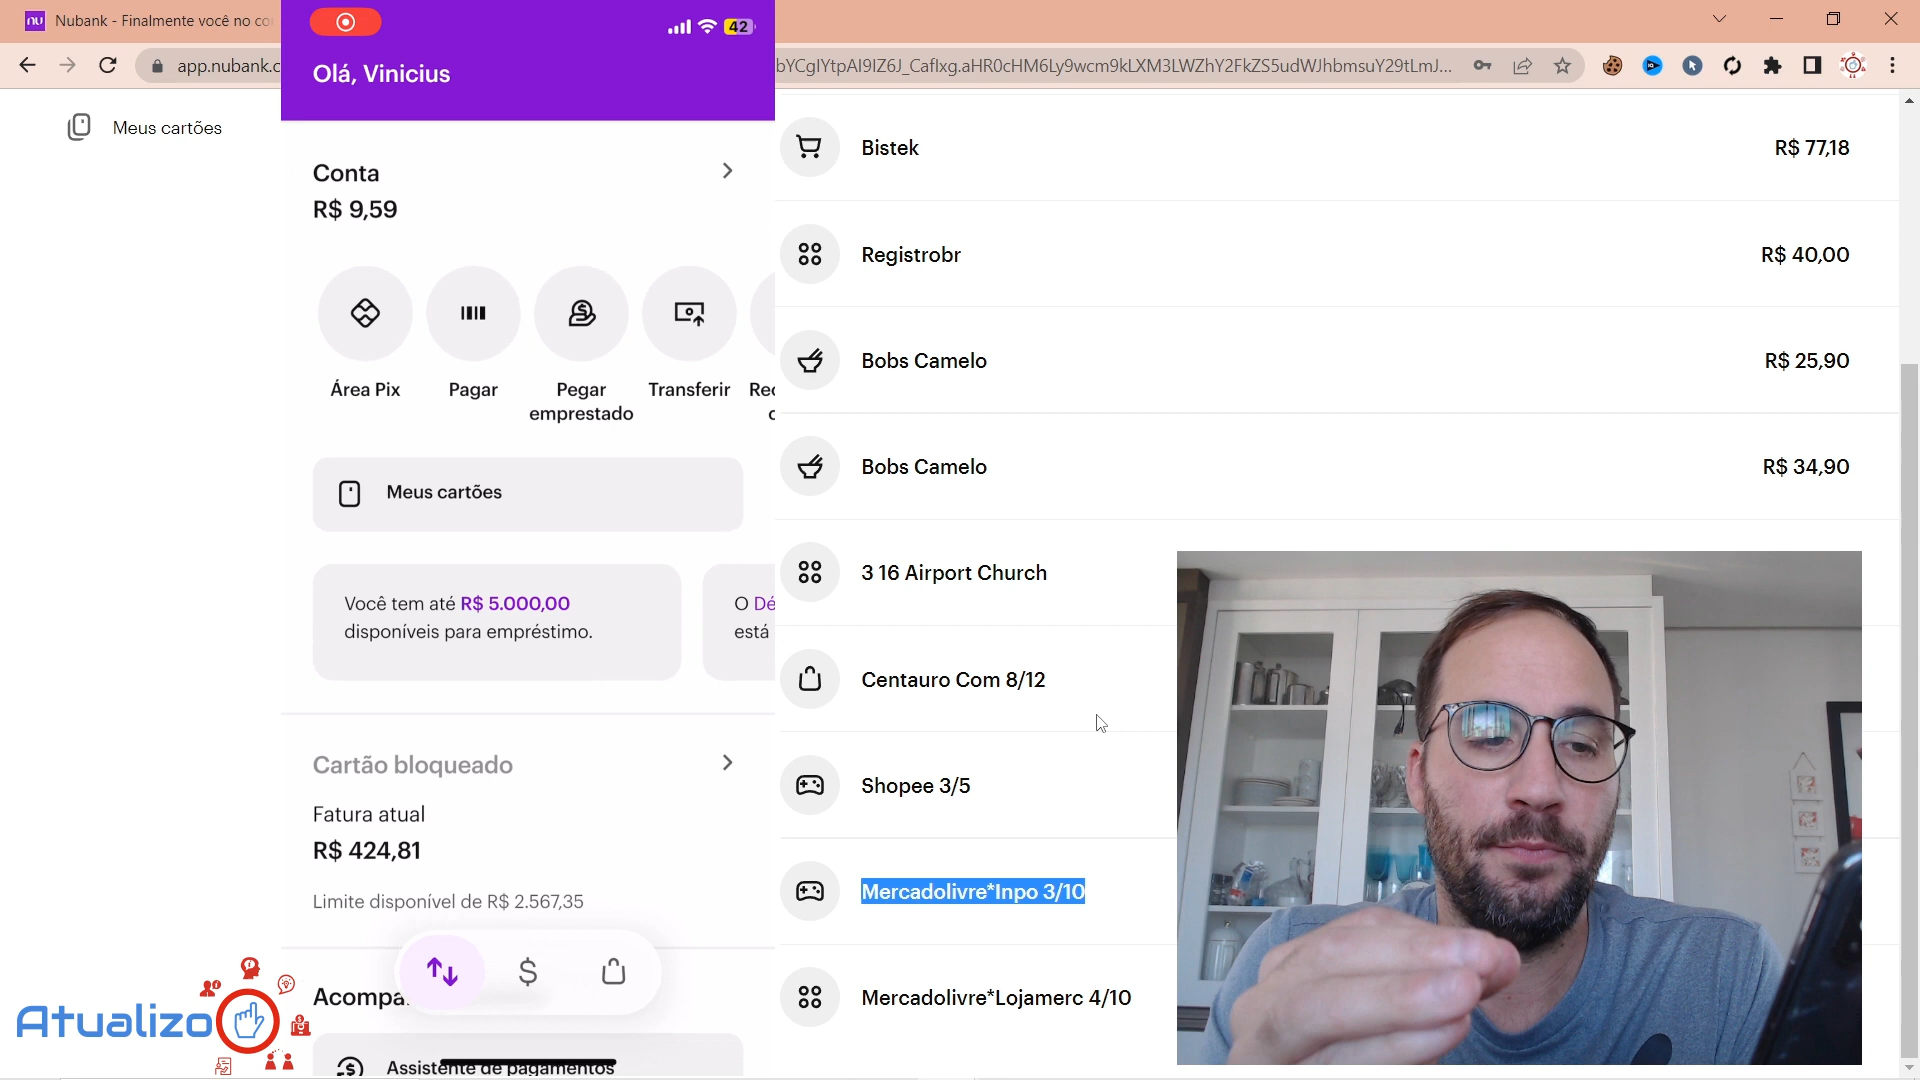 nu Nubank - Finalmente você no co
app.nubank.c
bYCgIYtpAI9IZ6J_Caflxg.aHR0cHM6Ly9wcm9kLXM3LWZhY2FkZS5udWJhbmsuY29tLmJ...
Meus cartões
42
Olá, Vinicius
Conta
R$ 9,59
Área Pix
Pagar
Pegar
emprestado
Transferir
Rec
c
Meus cartões
Você tem até R$ 5.000,00
disponíveis para empréstimo.
O Dé
está
Cartão bloqueado
Fatura atual
R$ 424,81
Limite disponível de R$ 2.567,35
Acompa
Assistente de pagamentos
Bistek
R$ 77,18
Registrobr
R$ 40,00
Bobs Camelo
R$ 25,90
Bobs Camelo
R$ 34,90
3 16 Airport Church
Centauro Com 8/12
Shopee 3/5
Mercadolivre*Inpo 3/10
Mercadolivre*Lojamerc 4/10
Atualizo